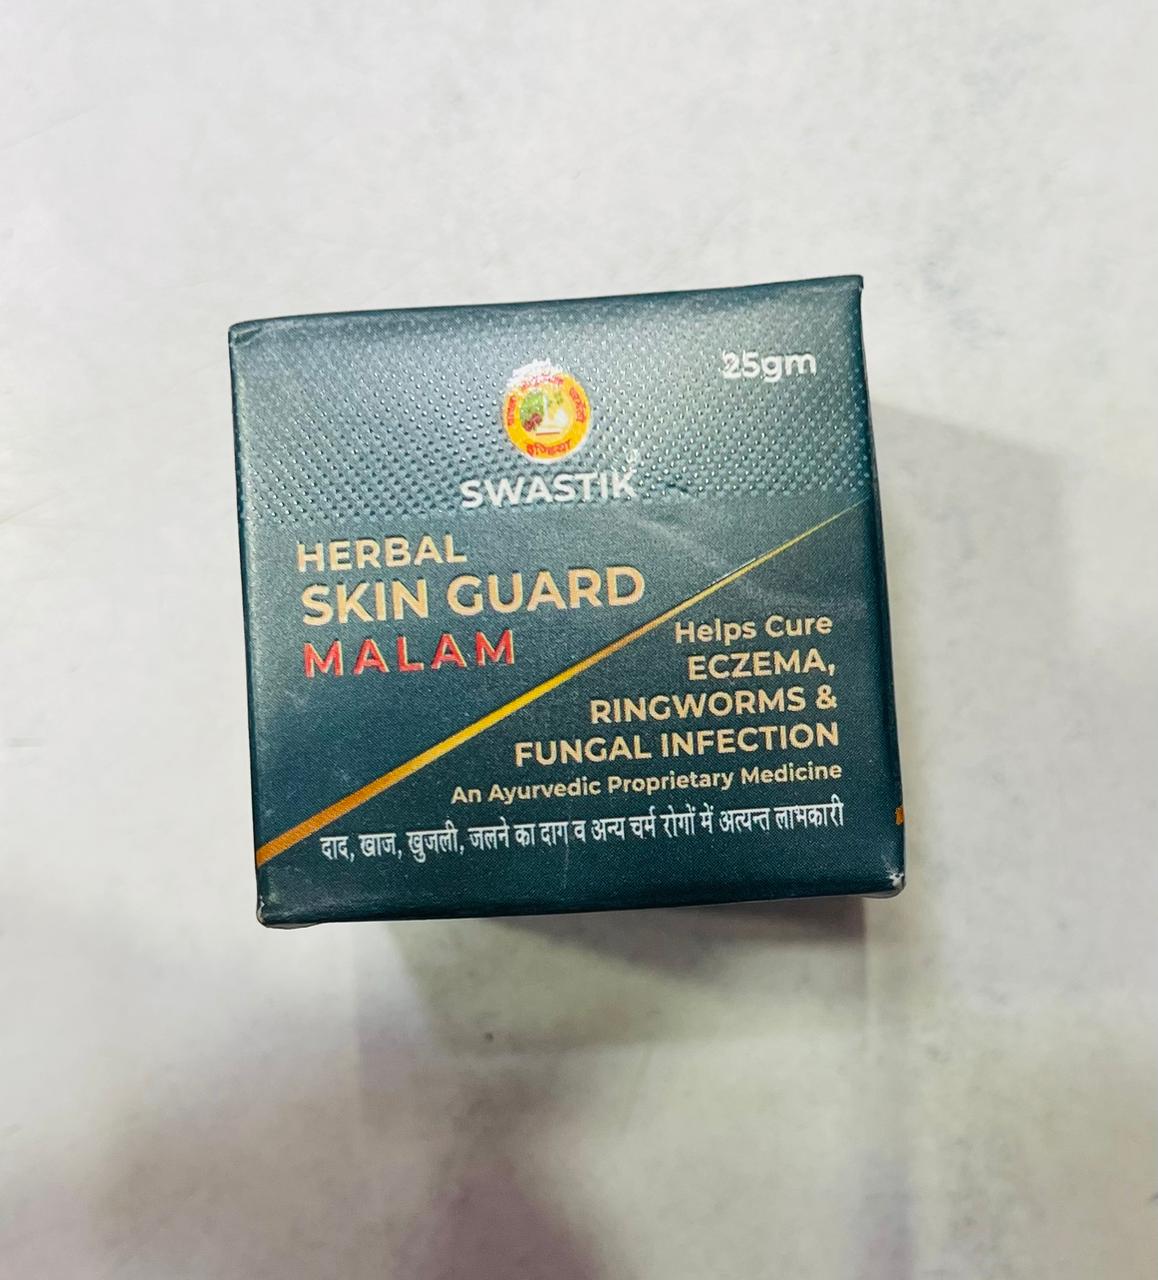 25gm
इण्डिया
SWASTIK®
HERBAL
SKIN GUARD
MALAM
Helps Cure
ECZEMA,
RINGWORMS &
FUNGAL INFECTION
An Ayurvedic Proprietary Medicine
दाद, खाज, खुजली, जलने का दाग व अन्य चर्म रोगों में अत्यन्त लाभकारी